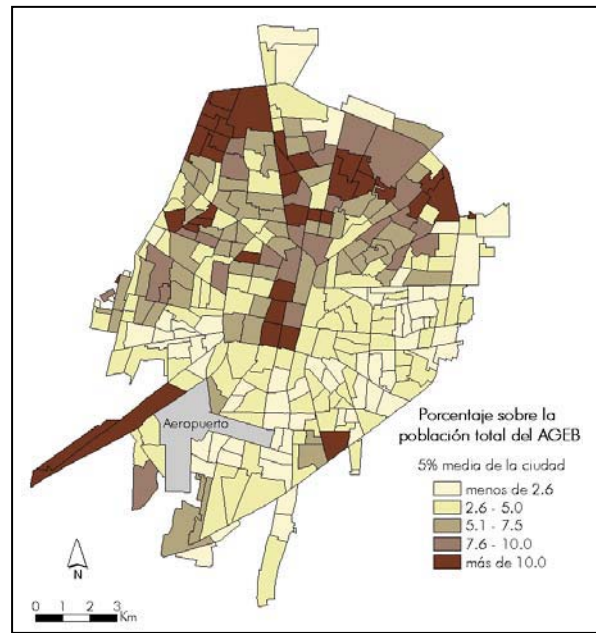 Aeropuerto
Porcentaje sobre la
población total del AGEB
5% media de la ciudad
menos de 2.6
2.6 - 5.0
5.1 - 7.5
7.6 - 10.0
más de 10.0
N
0 1 2 3
Km